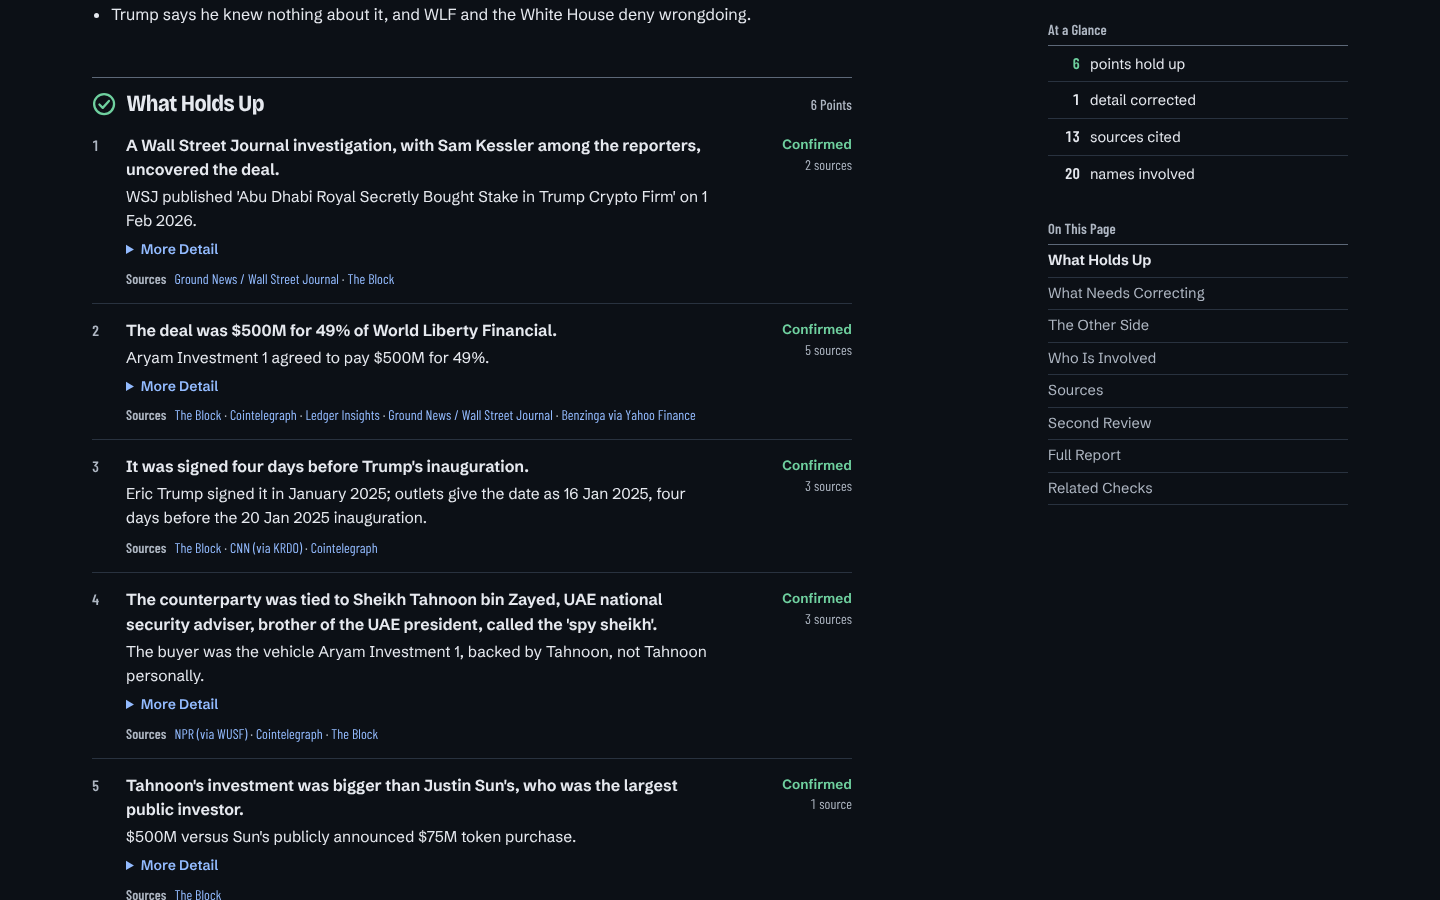 • Trump says he knew nothing about it, and WLF and the White House deny wrongdoing.
What Holds Up
6 Points
1
A Wall Street Journal investigation, with Sam Kessler among the reporters,
uncovered the deal.
Confirmed
2 sources
WSJ published 'Abu Dhabi Royal Secretly Bought Stake in Trump Crypto Firm' on 1
Feb 2026.
More Detail
Sources Ground News / Wall Street Journal · The Block
2
The deal was $500M for 49% of World Liberty Financial.
Confirmed
5 sources
Aryam Investment 1 agreed to pay $500M for 49%.
More Detail
Sources The Block · Cointelegraph · Ledger Insights · Ground News / Wall Street Journal · Benzinga via Yahoo Finance
3
It was signed four days before Trump's inauguration.
Confirmed
3 sources
Eric Trump signed it in January 2025; outlets give the date as 16 Jan 2025, four
days before the 20 Jan 2025 inauguration.
Sources The Block · CNN (via KRDO) · Cointelegraph
4
The counterparty was tied to Sheikh Tahnoon bin Zayed, UAE national
security adviser, brother of the UAE president, called the 'spy sheikh'.
Confirmed
3 sources
The buyer was the vehicle Aryam Investment 1, backed by Tahnoon, not Tahnoon
personally.
More Detail
Sources NPR (via WUSF) · Cointelegraph · The Block
5
Tahnoon's investment was bigger than Justin Sun's, who was the largest
public investor.
Confirmed
1 source
$500M versus Sun's publicly announced $75M token purchase.
More Detail
Sources The Block
At a Glance
6 points hold up
1 detail corrected
13 sources cited
20 names involved
On This Page
What Holds Up
What Needs Correcting
The Other Side
Who Is Involved
Sources
Second Review
Full Report
Related Checks